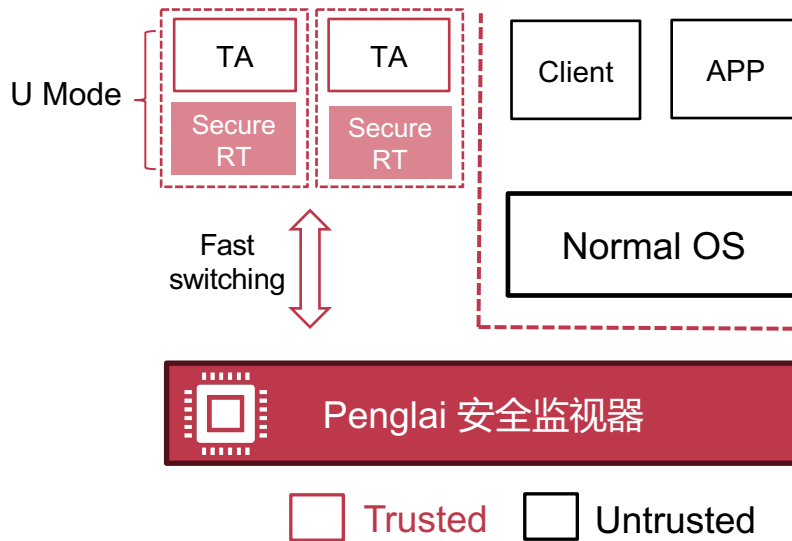 TA
TA
Client
APP
U Mode
Secure
RT
Secure
RT
Normal OS
Fast
switching
Penglai 安全监视器
Trusted
Untrusted